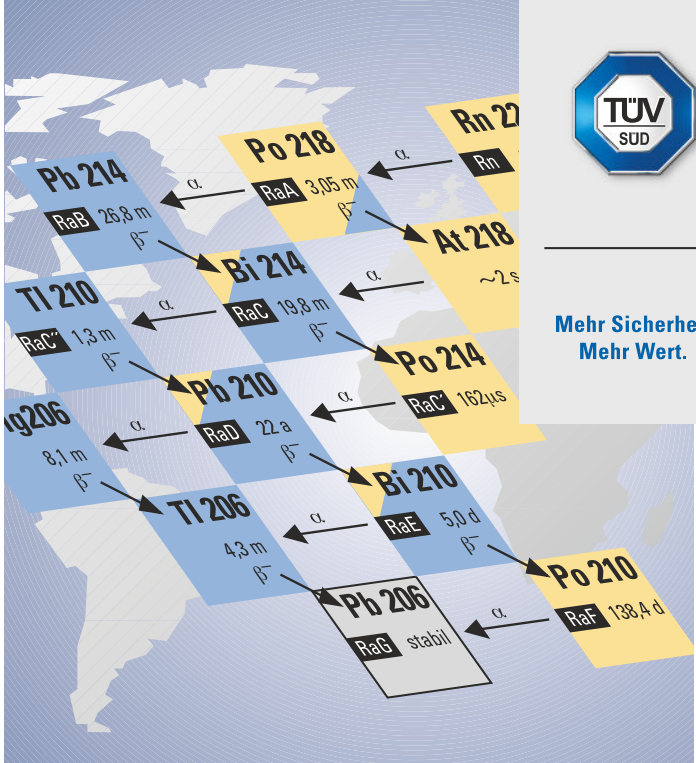 Rn 22
Rn
TÜV
SÜD
Mehr Sicherhe
Mehr Wert.
Po 218
RaA 3,05 m
β⁻
α
Pb 214
RaB 26,8 m
β⁻
α
At 218
~2 s
Bi 214
RaC 19,8 m
β⁻
α
Tl 210
RaC'' 1,3 m
β⁻
α
Po 214
RaC' 162µs
Pb 210
RaD 22 a
β⁻
α
lg206
8,1 m
β⁻
α
Bi 210
RaE 5,0 d
β⁻
Tl 206
4,3 m
β⁻
α
Po 210
RaF 138,4 d
Pb 206
RaG stabil
α